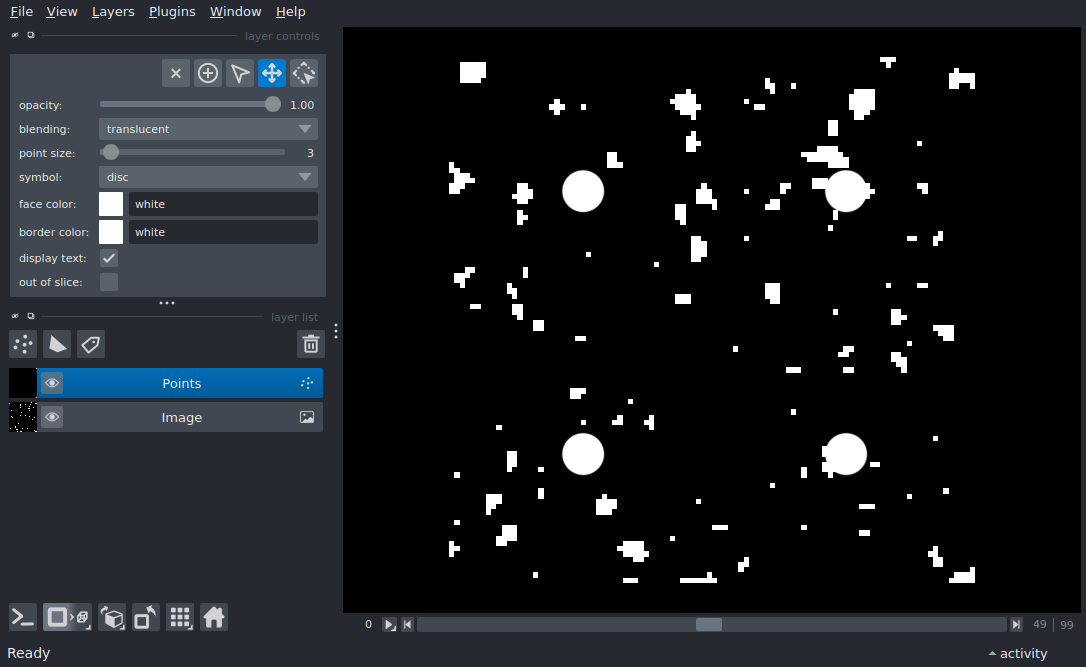 File View Layers Plugins Window Help
layer controls
opacity: 1.00
blending: translucent
point size: 3
symbol: disc
face color: white
border color: white
display text:
out of slice:
layer list
Points
Image
0 49 | 99
Ready activity